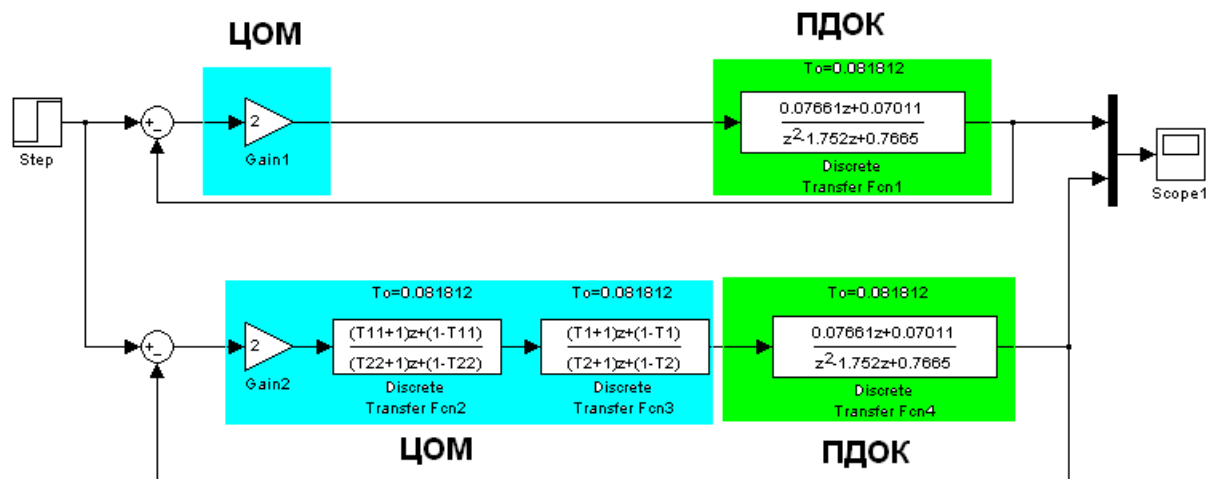 ЦОМ
ПДОК
To=0.081812
Step
+
-
2
Gain1
0.07661z+0.07011
z2-1.752z+0.7665
Discrete
Transfer Fcn1
Scope1
To=0.081812
To=0.081812
To=0.081812
+
-
2
Gain2
(T11+1)z+(1-T11)
(T22+1)z+(1-T22)
Discrete
Transfer Fcn2
(T1+1)z+(1-T1)
(T2+1)z+(1-T2)
Discrete
Transfer Fcn3
0.07661z+0.07011
z2-1.752z+0.7665
Discrete
Transfer Fcn4
ЦОМ
ПДОК